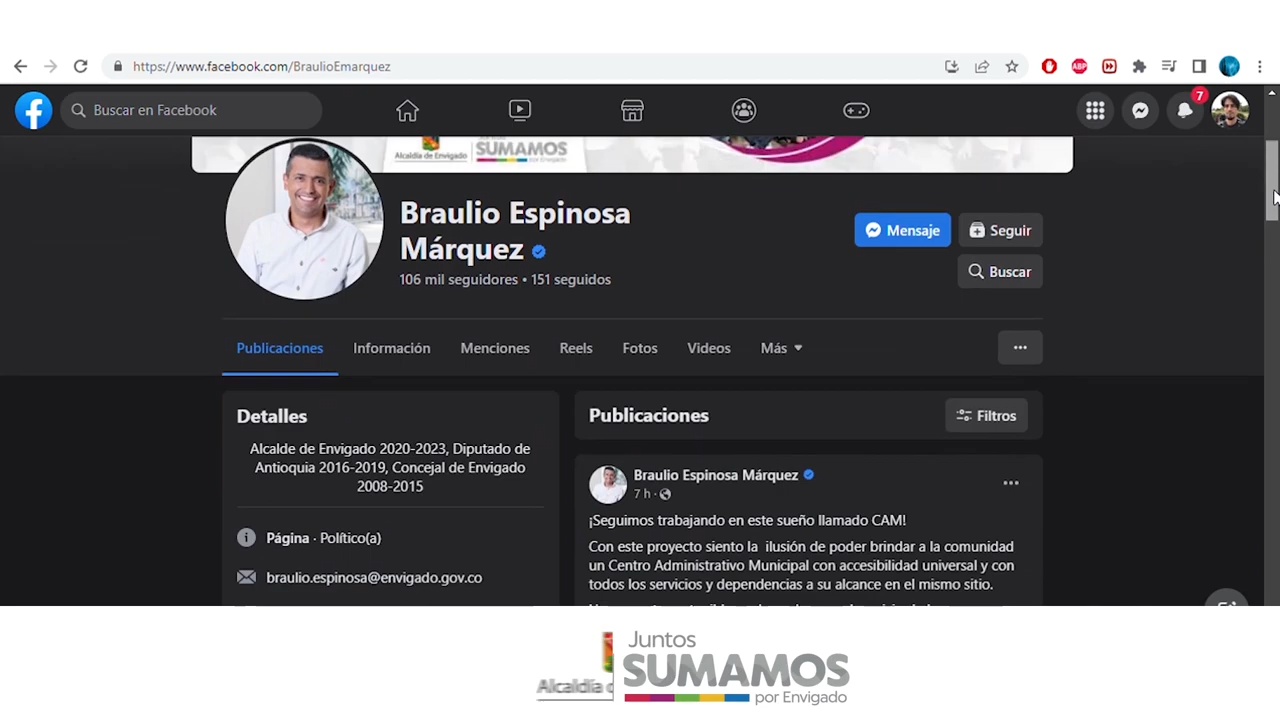 https://www.facebook.com/BraulioEmarquez
ABP
Buscar en Facebook
7
Alcaldía de Envigado
SUMAMOS
por Envigado
Braulio Espinosa
Márquez
106 mil seguidores • 151 seguidos
Mensaje
Seguir
Buscar
Publicaciones
Información
Menciones
Reels
Fotos
Videos
Más
Detalles
Alcalde de Envigado 2020-2023, Diputado de
Antioquia 2016-2019, Concejal de Envigado
2008-2015
Página · Político(a)
braulio.espinosa@envigado.gov.co
Publicaciones
Filtros
Braulio Espinosa Márquez
7 h ·
¡Seguimos trabajando en este sueño llamado CAM!
Con este proyecto siento la ilusión de poder brindar a la comunidad
un Centro Administrativo Municipal con accesibilidad universal y con
todos los servicios y dependencias a su alcance en el mismo sitio.
Alcaldía
Juntos
SUMAMOS
por Envigado